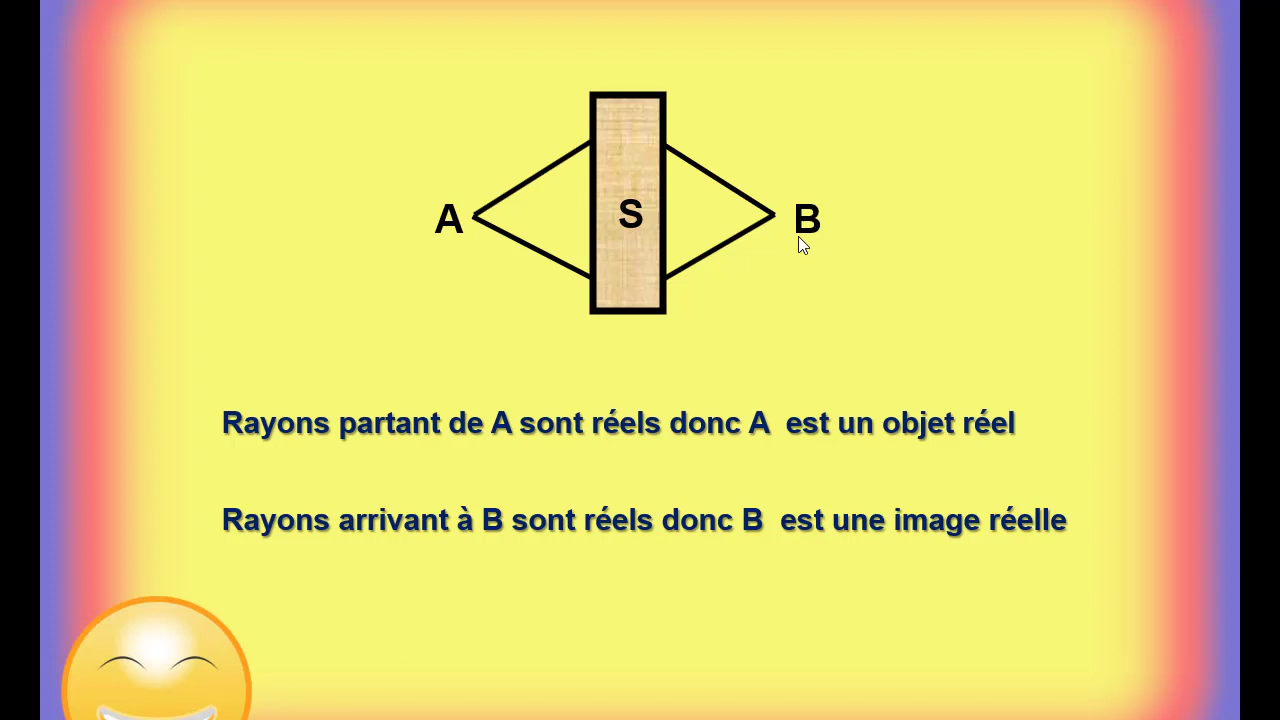 A S B
Rayons partant de A sont réels donc A est un objet réel
Rayons arrivant à B sont réels donc B est une image réelle